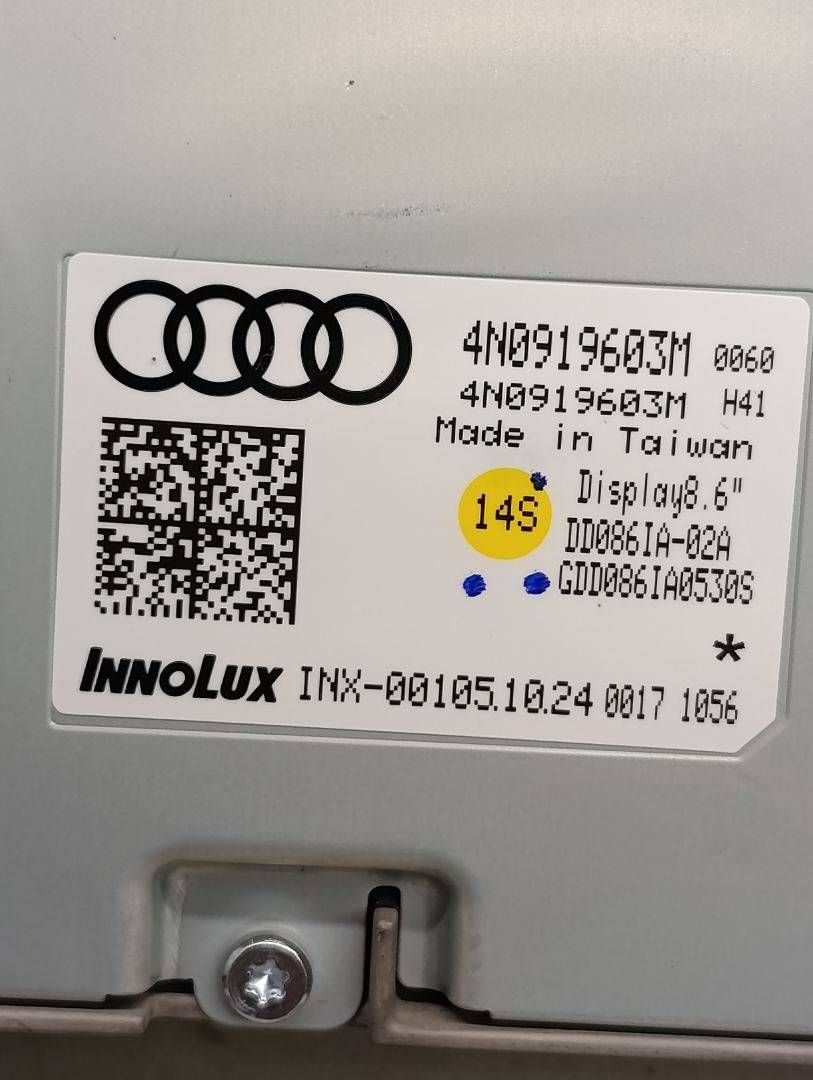 4N0919603M 0060
4N0919603M H41
Made in Taiwan
Display8.6"
14S
DD086IA-02A
GDD086IA0530S
*
INNOLUX INX-00105.10.24 0017 1056